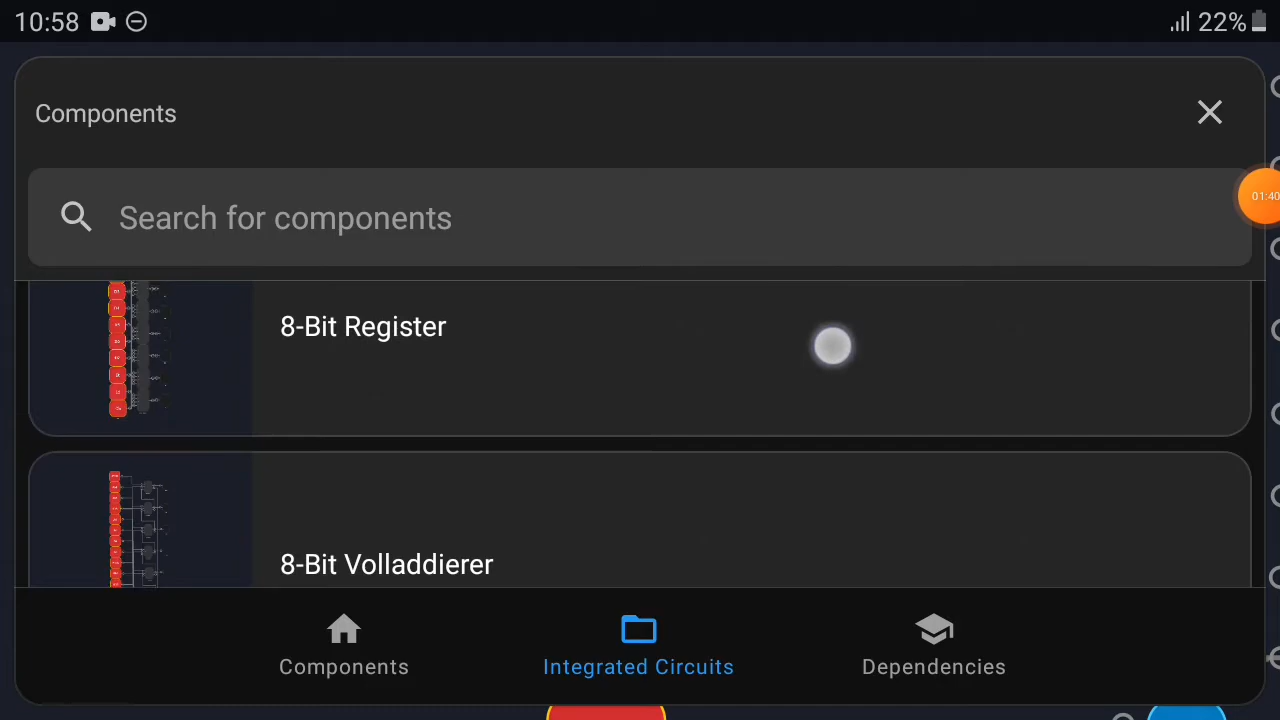 10:58
22%
Components
01:40
Search for components
8-Bit Register
8-Bit Volladdierer
Components
Integrated Circuits
Dependencies